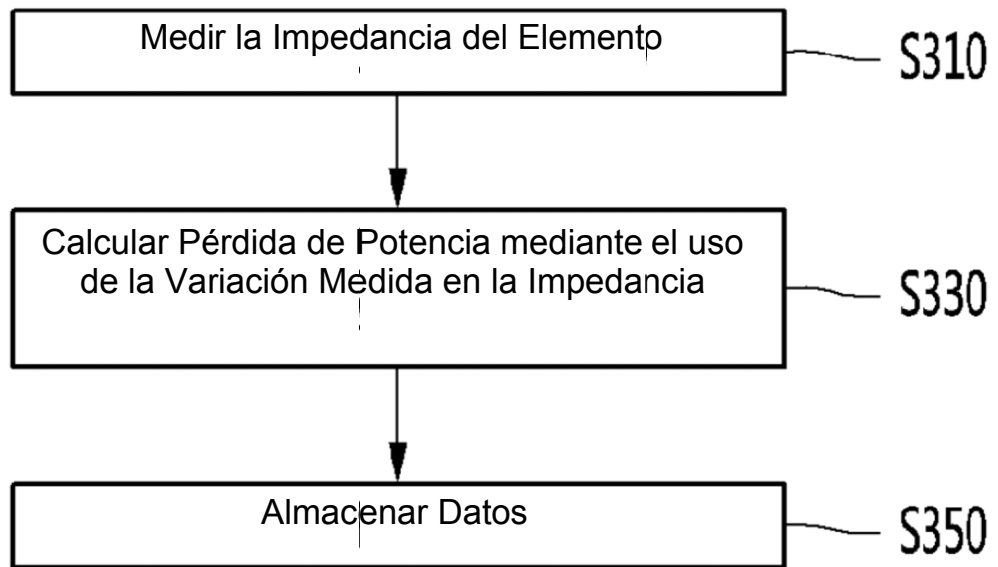 Medir la Impedancia del Elemento
S310
Calcular Pérdida de Potencia mediante el uso
de la Variación Medida en la Impedancia
S330
Almacenar Datos
S350